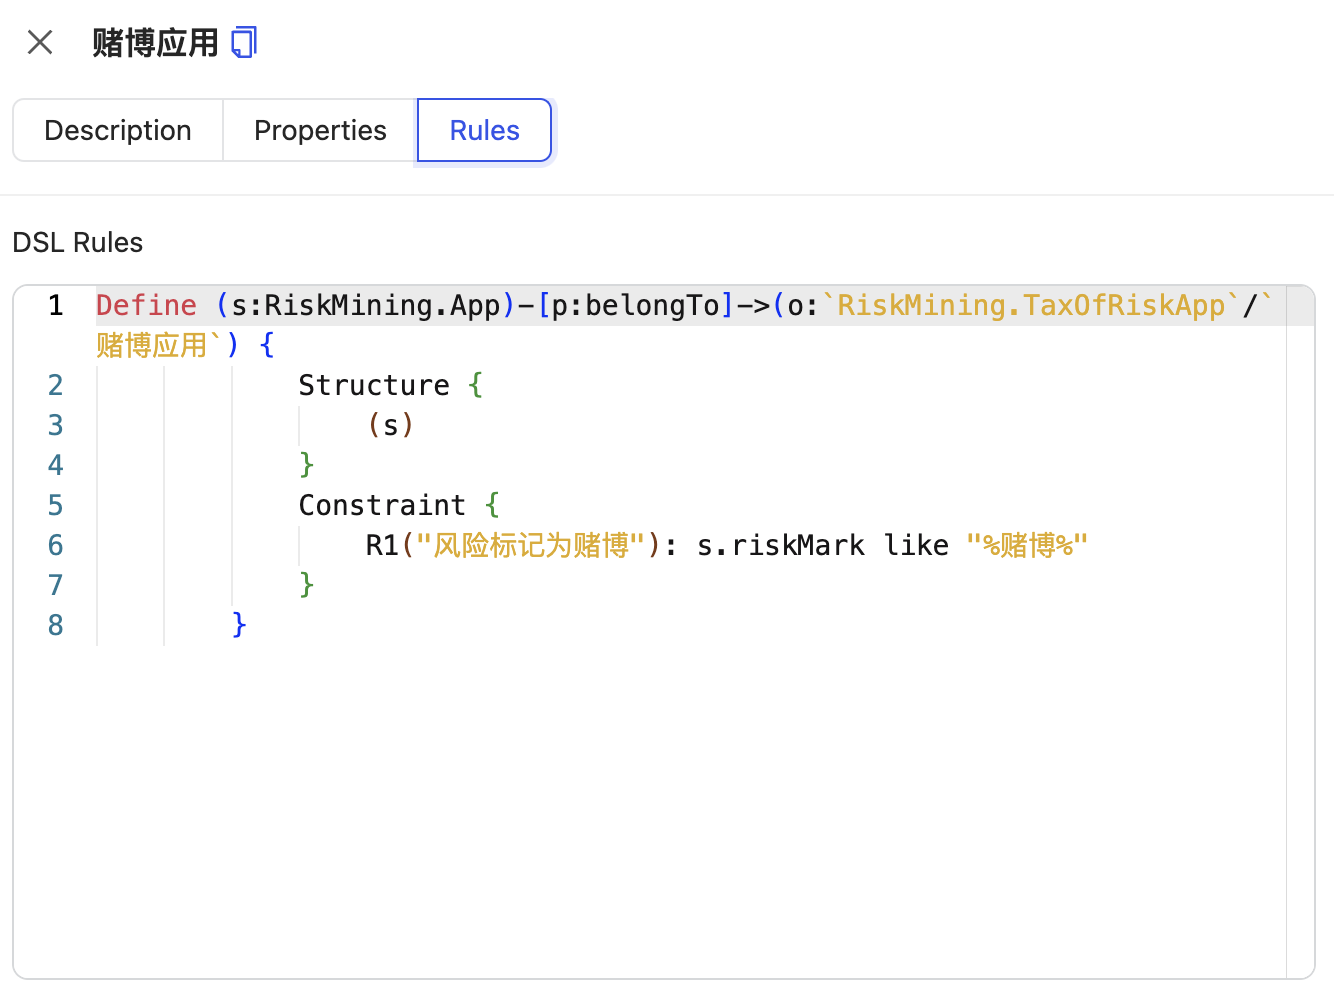 赌博应用
Description Properties Rules
DSL Rules
1 Define (s:RiskMining.App)-[p:belongTo]->(o:`RiskMining.TaxOfRiskApp`/`
赌博应用`) {
2 Structure {
3 (s)
4 }
5 Constraint {
6 R1("风险标记为赌博"): s.riskMark like "%赌博%"
7 }
8 }